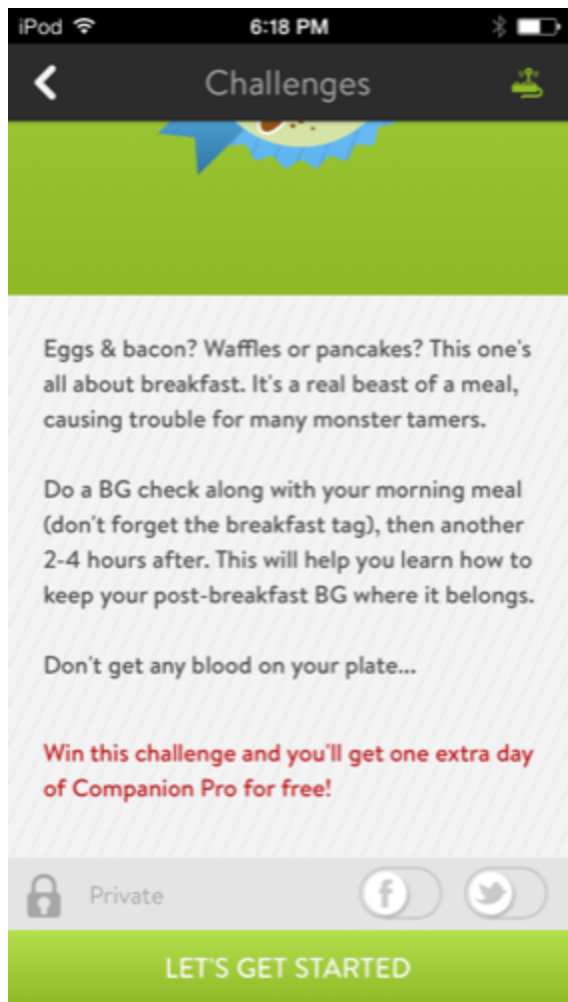 iPod 6:18 PM
Challenges
Eggs & bacon? Waffles or pancakes? This one's
all about breakfast. It's a real beast of a meal,
causing trouble for many monster tamers.
Do a BG check along with your morning meal
(don't forget the breakfast tag), then another
2-4 hours after. This will help you learn how to
keep your post-breakfast BG where it belongs.
Don't get any blood on your plate...
Win this challenge and you'll get one extra day
of Companion Pro for free!
Private
LET'S GET STARTED